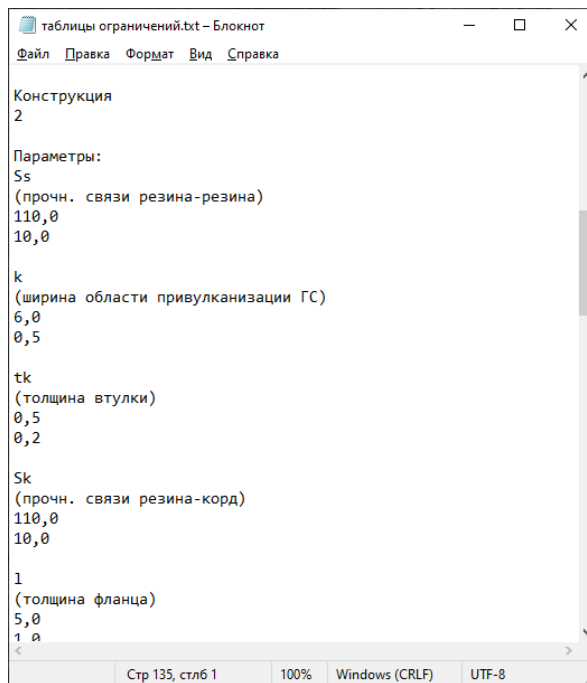 таблицы ограничений.txt – Блокнот
Файл Правка Формат Вид Справка
Конструкция
2
Параметры:
Ss
(прочн. связи резина-резина)
110,0
10,0
k
(ширина области привулканизации ГС)
6,0
0,5
tk
(толщина втулки)
0,5
0,2
Sk
(прочн. связи резина-корд)
110,0
10,0
l
(толщина фланца)
5,0
1,0
Стр 135, стлб 1 100% Windows (CRLF) UTF-8